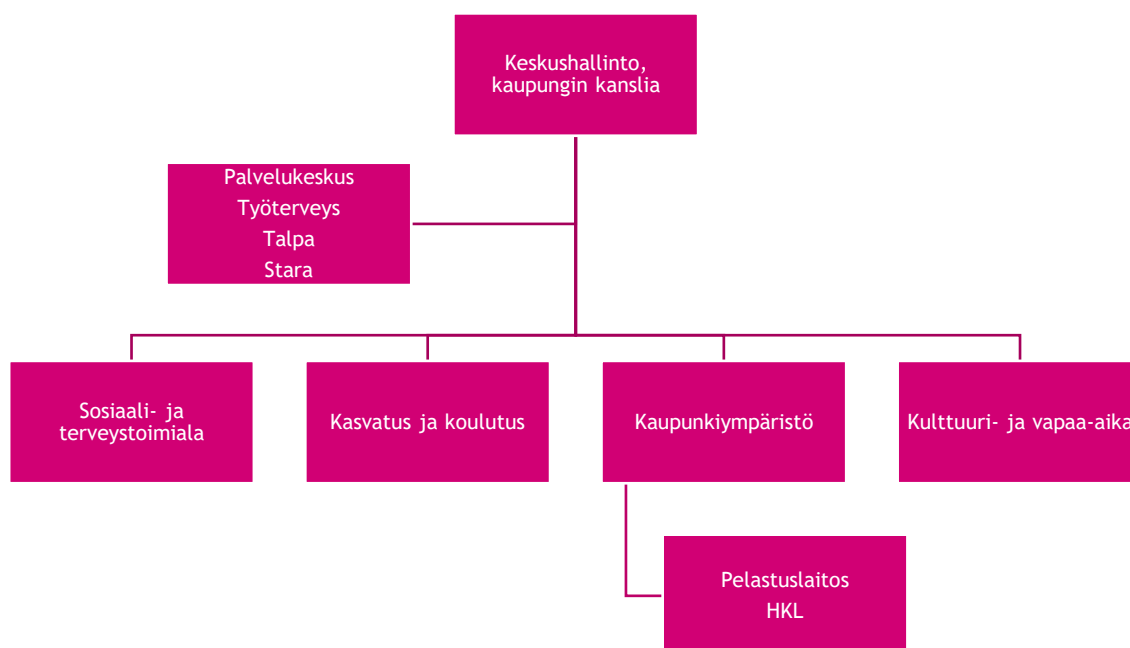 Keskushallinto,
kaupungin kanslia
Palvelukeskus
Työterveys
Talpa
Stara
Sosiaali- ja
terveystoimiala
Kasvatus ja koulutus
Kaupunkiympäristö
Kulttuuri- ja vapaa-aika
Pelastuslaitos
HKL